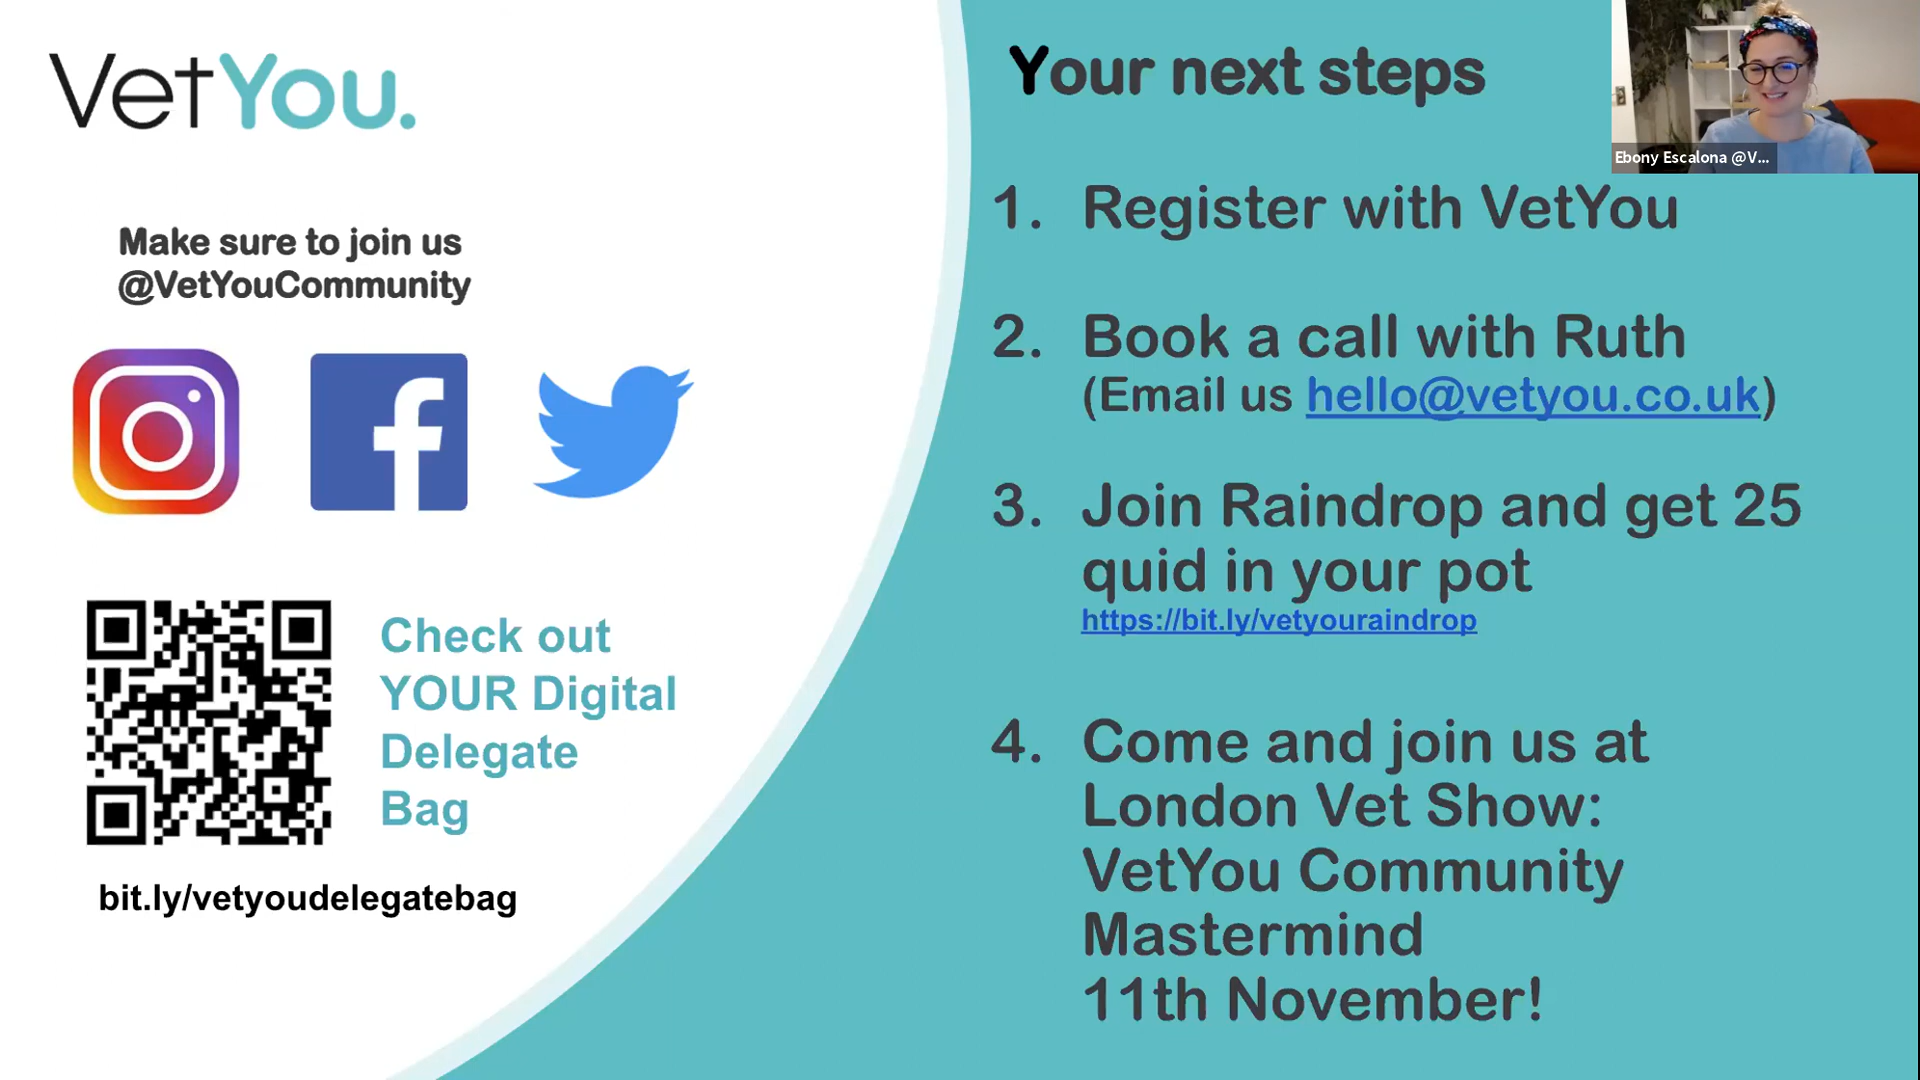 VetYou.
Make sure to join us
@VetYouCommunity
Check out
YOUR Digital
Delegate
Bag
bit.ly/vetyoudelegatebag
Your next steps
1. Register with VetYou
2. Book a call with Ruth
(Email us hello@vetyou.co.uk)
3. Join Raindrop and get 25
quid in your pot
https://bit.ly/vetyouraindrop
4. Come and join us at
London Vet Show:
VetYou Community
Mastermind
11th November!
Ebony Escalona @V...